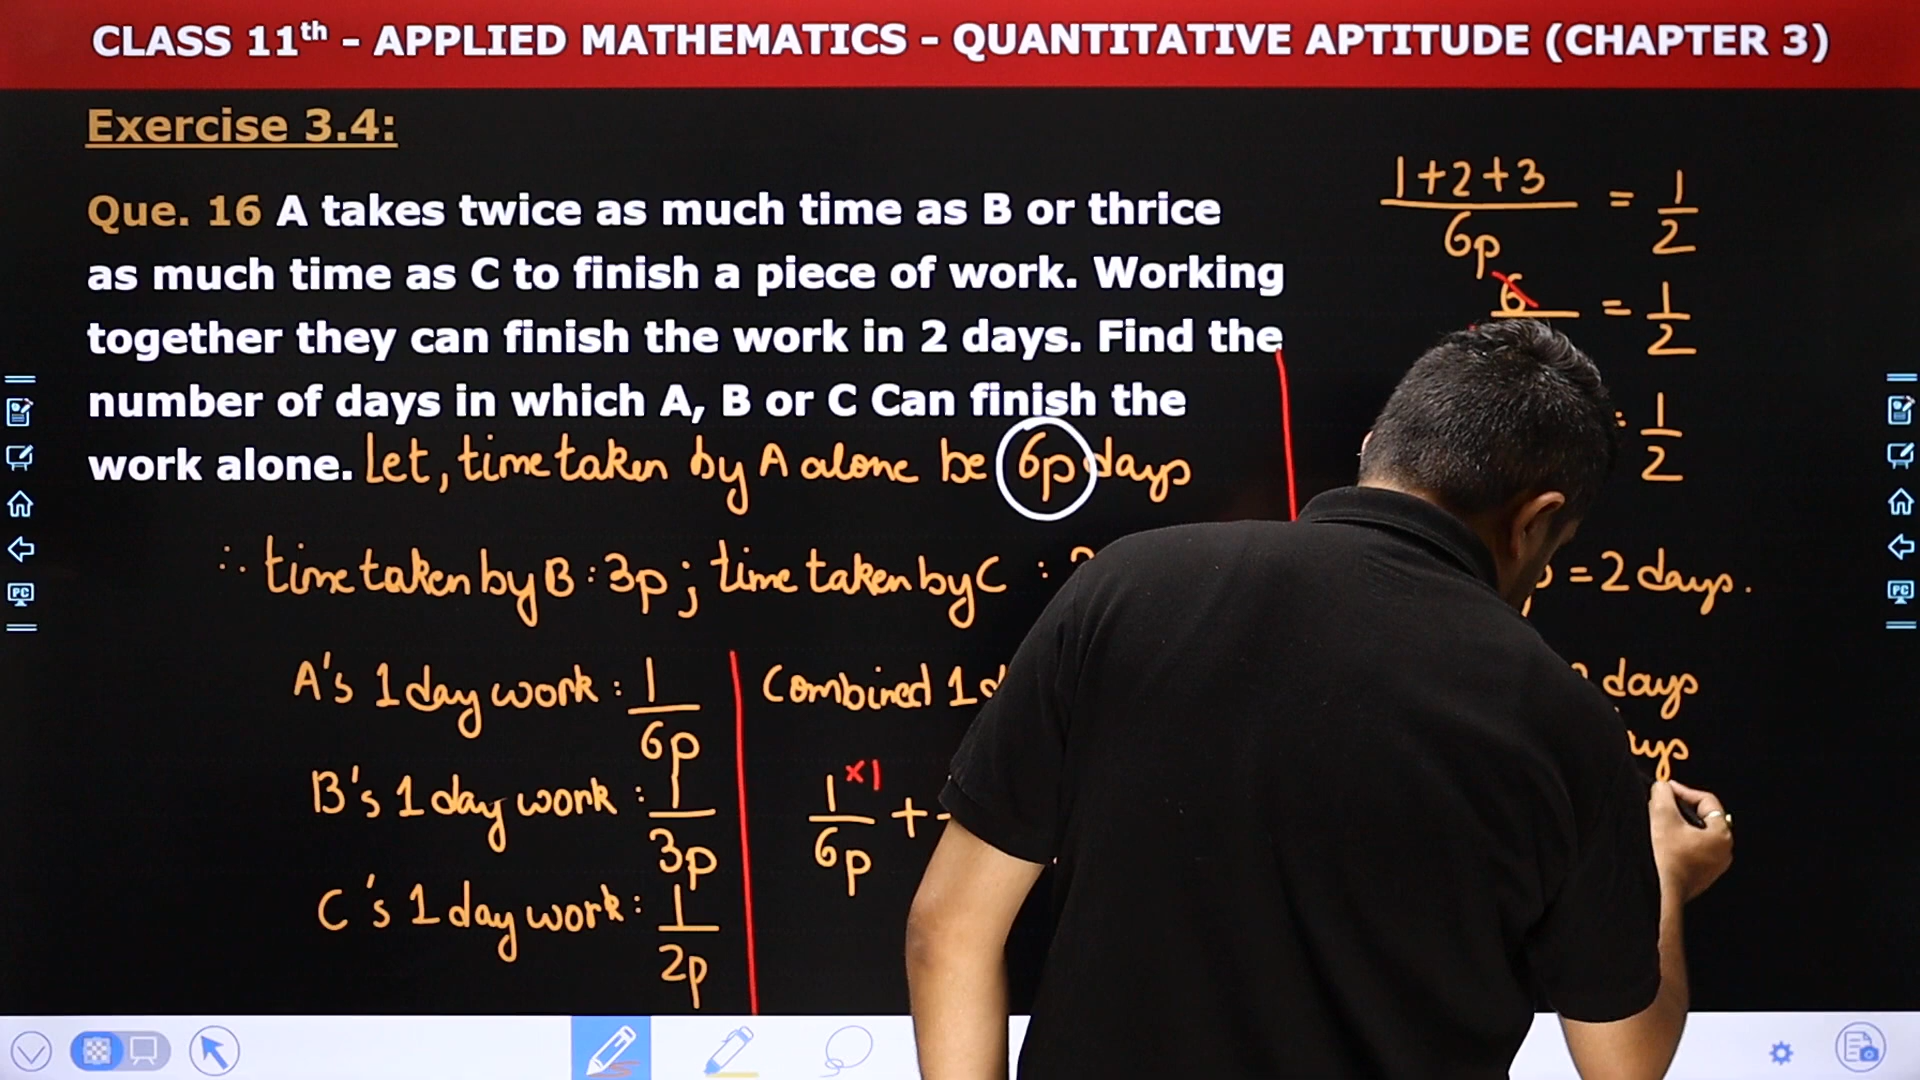 CLASS 11th - APPLIED MATHEMATICS - QUANTITATIVE APTITUDE (CHAPTER 3)
Exercise 3.4:
Que. 16 A takes twice as much time as B or thrice
as much time as C to finish a piece of work. Working
together they can finish the work in 2 days. Find the
number of days in which A, B or C Can finish the
work alone. Let, time taken by A alone be 6p days
∴ time taken by B : 3p ; time taken by C :
A's 1 day work : 1/6p
B's 1 day work : 1/3p
C's 1 day work : 1/2p
Combined 1
1/6p ×1 +
1+2+3/6p = 1/2
6 = 1/2
: 1/2
= 2 days.
days
PC
PC